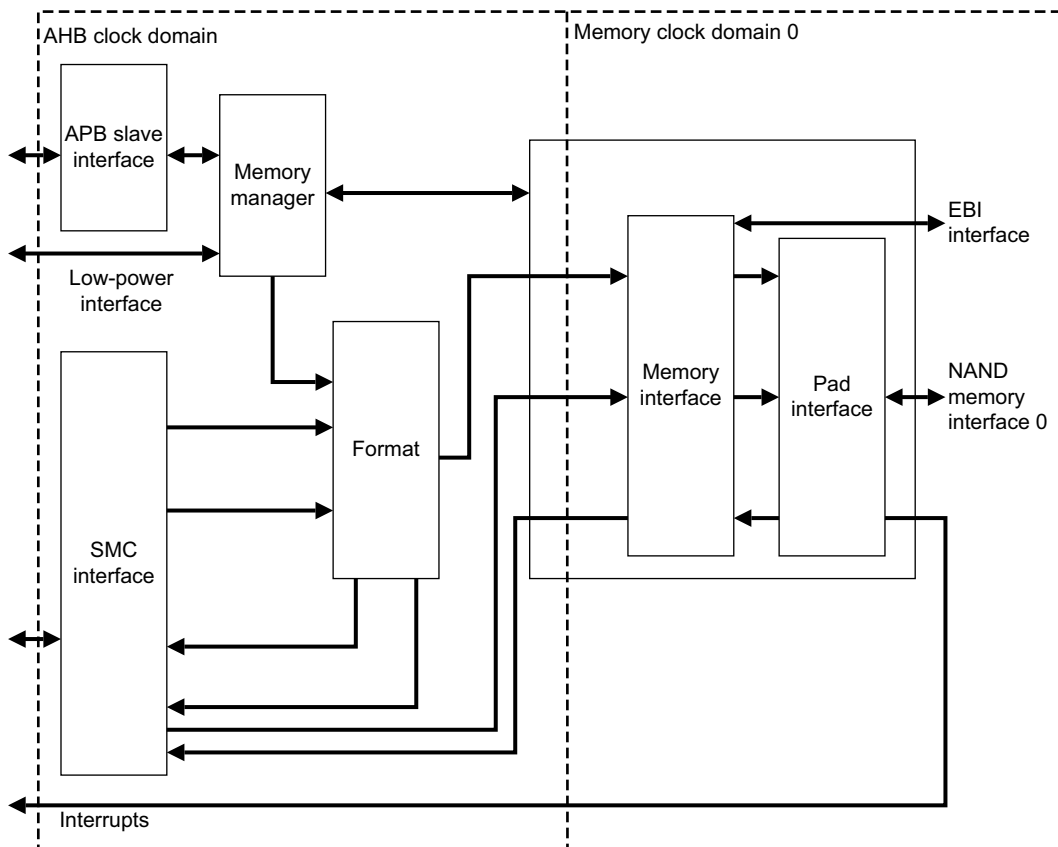 AHB clock domain
Memory clock domain 0
APB slave
interface
Memory
manager
Low-power
interface
EBI
interface
Memory
interface
Pad
interface
NAND
memory
interface 0
Format
SMC
interface
Interrupts